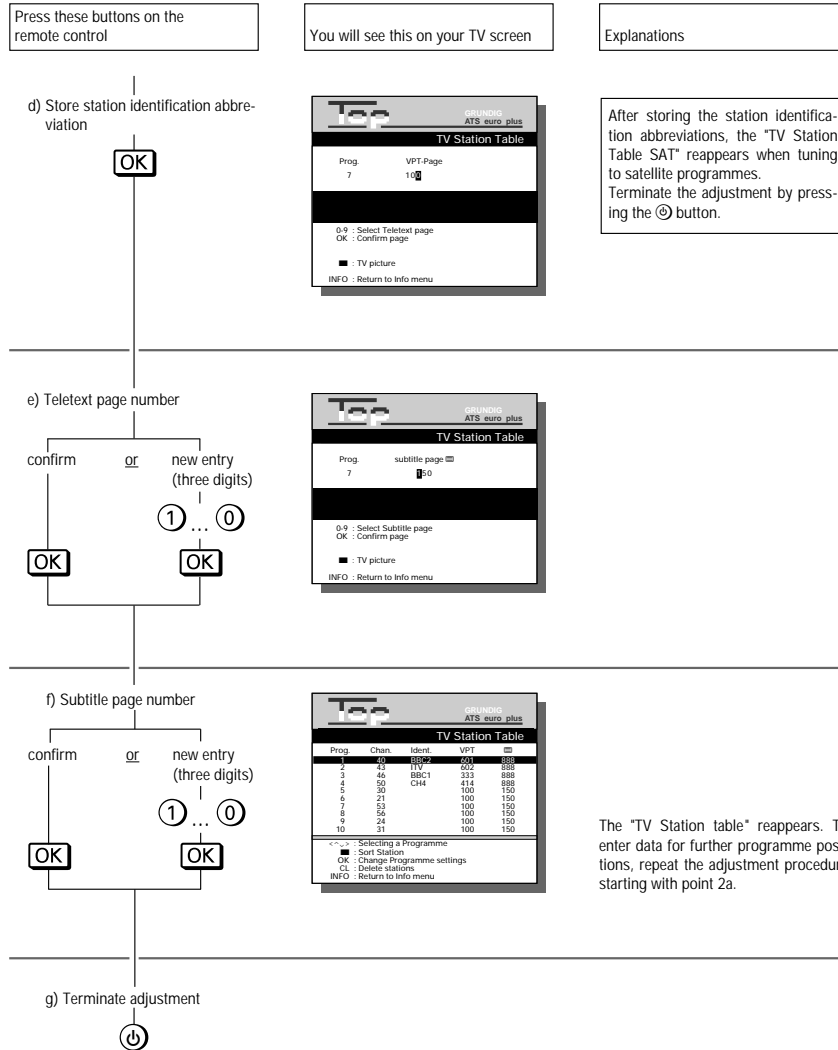 Press these buttons on the
remote control
You will see this on your TV screen
Explanations
d) Store station identification abbre-
viation
OK
Top
GRUNDIG
ATS euro plus
TV Station Table
Prog. VPT-Page
7 100
0-9 : Select Teletext page
OK : Confirm page
: TV picture
INFO : Return to Info menu
After storing the station identifica-
tion abbreviations, the "TV Station
Table SAT" reappears when tuning
to satellite programmes.
Terminate the adjustment by press-
ing the button.
e) Teletext page number
confirm or new entry
(three digits)
1 ... 0
OK OK
Top
GRUNDIG
ATS euro plus
TV Station Table
Prog. subtitle page
7 150
0-9 : Select Subtitle page
OK : Confirm page
: TV picture
INFO : Return to Info menu
f) Subtitle page number
confirm or new entry
(three digits)
1 ... 0
OK OK
Top
GRUNDIG
ATS euro plus
TV Station Table
Prog. Chan. Ident. VPT
1 40 BBC2 601 888
2 43 ITV 602 888
3 46 BBC1 333 888
4 50 CH4 414 888
5 30 100 150
6 21 100 150
7 53 100 150
8 56 100 150
9 24 100 150
10 31 100 150
: Selecting a Programme
: Sort Station
OK : Change Programme settings
CL : Delete stations
INFO : Return to Info menu
The "TV Station table" reappears. T
enter data for further programme pos
tions, repeat the adjustment procedur
starting with point 2a.
g) Terminate adjustment